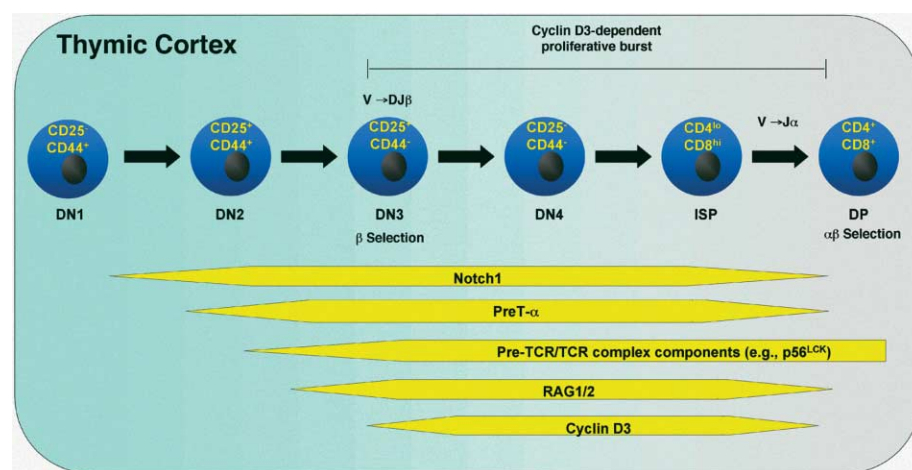 Thymic Cortex
Cyclin D3-dependent
proliferative burst
V →DJβ
V →Jα
CD25⁻
CD44⁺
CD25⁺
CD44⁺
CD25⁺
CD44⁻
CD25⁻
CD44⁻
CD4ˡᵒ
CD8ʰⁱ
CD4⁺
CD8⁺
DN1
DN2
DN3
DN4
ISP
DP
β Selection
αβ Selection
Notch1
PreT-α
Pre-TCR/TCR complex components (e.g., p56ᴸᶜᴷ)
RAG1/2
Cyclin D3